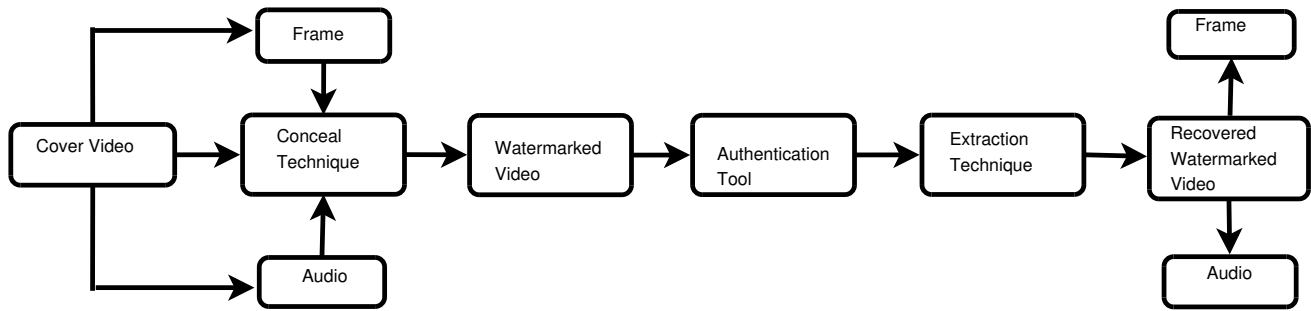 Frame
Cover Video
Conceal
Technique
Audio
Watermarked
Video
Authentication
Tool
Extraction
Technique
Frame
Recovered
Watermarked
Video
Audio